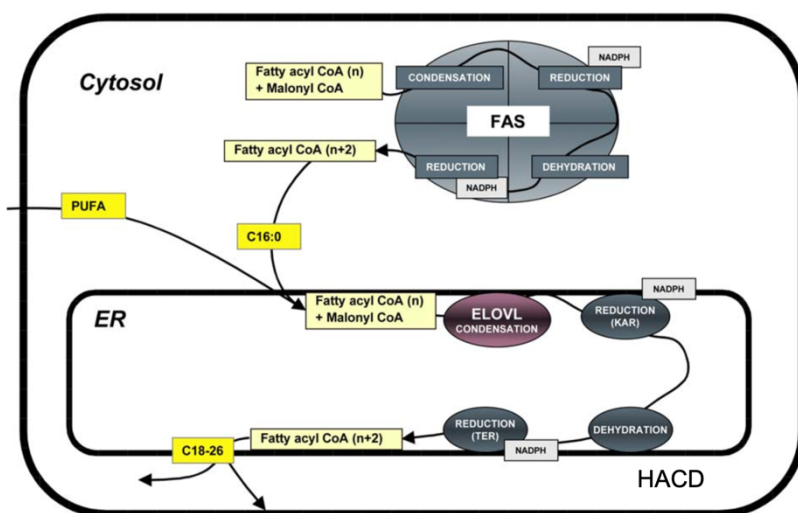 Cytosol
Fatty acyl CoA (n)
+ Malonyl CoA
CONDENSATION
REDUCTION
NADPH
FAS
Fatty acyl CoA (n+2)
REDUCTION
DEHYDRATION
NADPH
PUFA
C16:0
ER
Fatty acyl CoA (n)
+ Malonyl CoA
ELOVL
CONDENSATION
NADPH
REDUCTION
(KAR)
C18-26
Fatty acyl CoA (n+2)
REDUCTION
(TER)
NADPH
DEHYDRATION
HACD